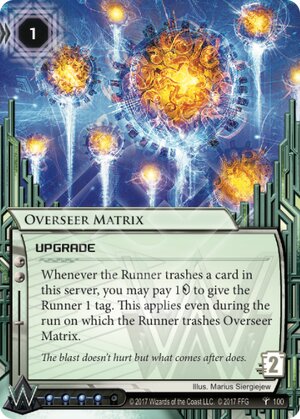 1
OVERSEER MATRIX
UPGRADE
Whenever the Runner trashes a card in
this server, you may pay 1 to give the
Runner 1 tag. This applies even during the
run on which the Runner trashes Overseer
Matrix.
The blast doesn't hurt but what comes after does.
2
Illus. Marius Siergiejew
© 2017 Wizards of the Coast LLC. © 2017 FFG 100